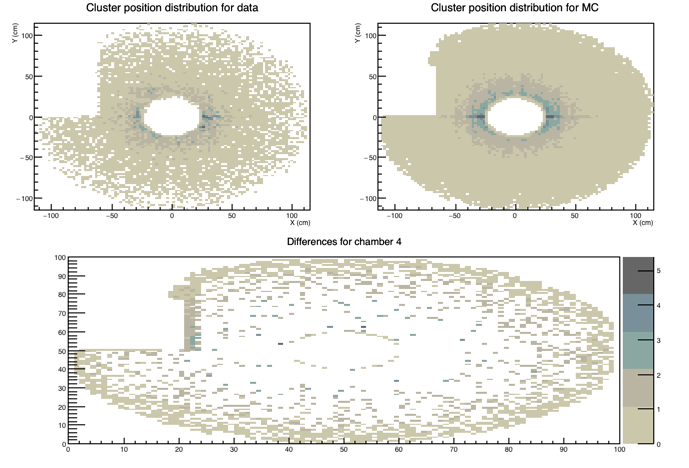 Cluster position distribution for data
Y (cm)
100
50
0
−50
−100
−100 −50 0 50 100
X (cm)
Cluster position distribution for MC
Y (cm)
100
50
0
−50
−100
−100 −50 0 50 100
X (cm)
Differences for chamber 4
100
90
80
70
60
50
40
30
20
10
0
0 10 20 30 40 50 60 70 80 90 100
5
4
3
2
1
0